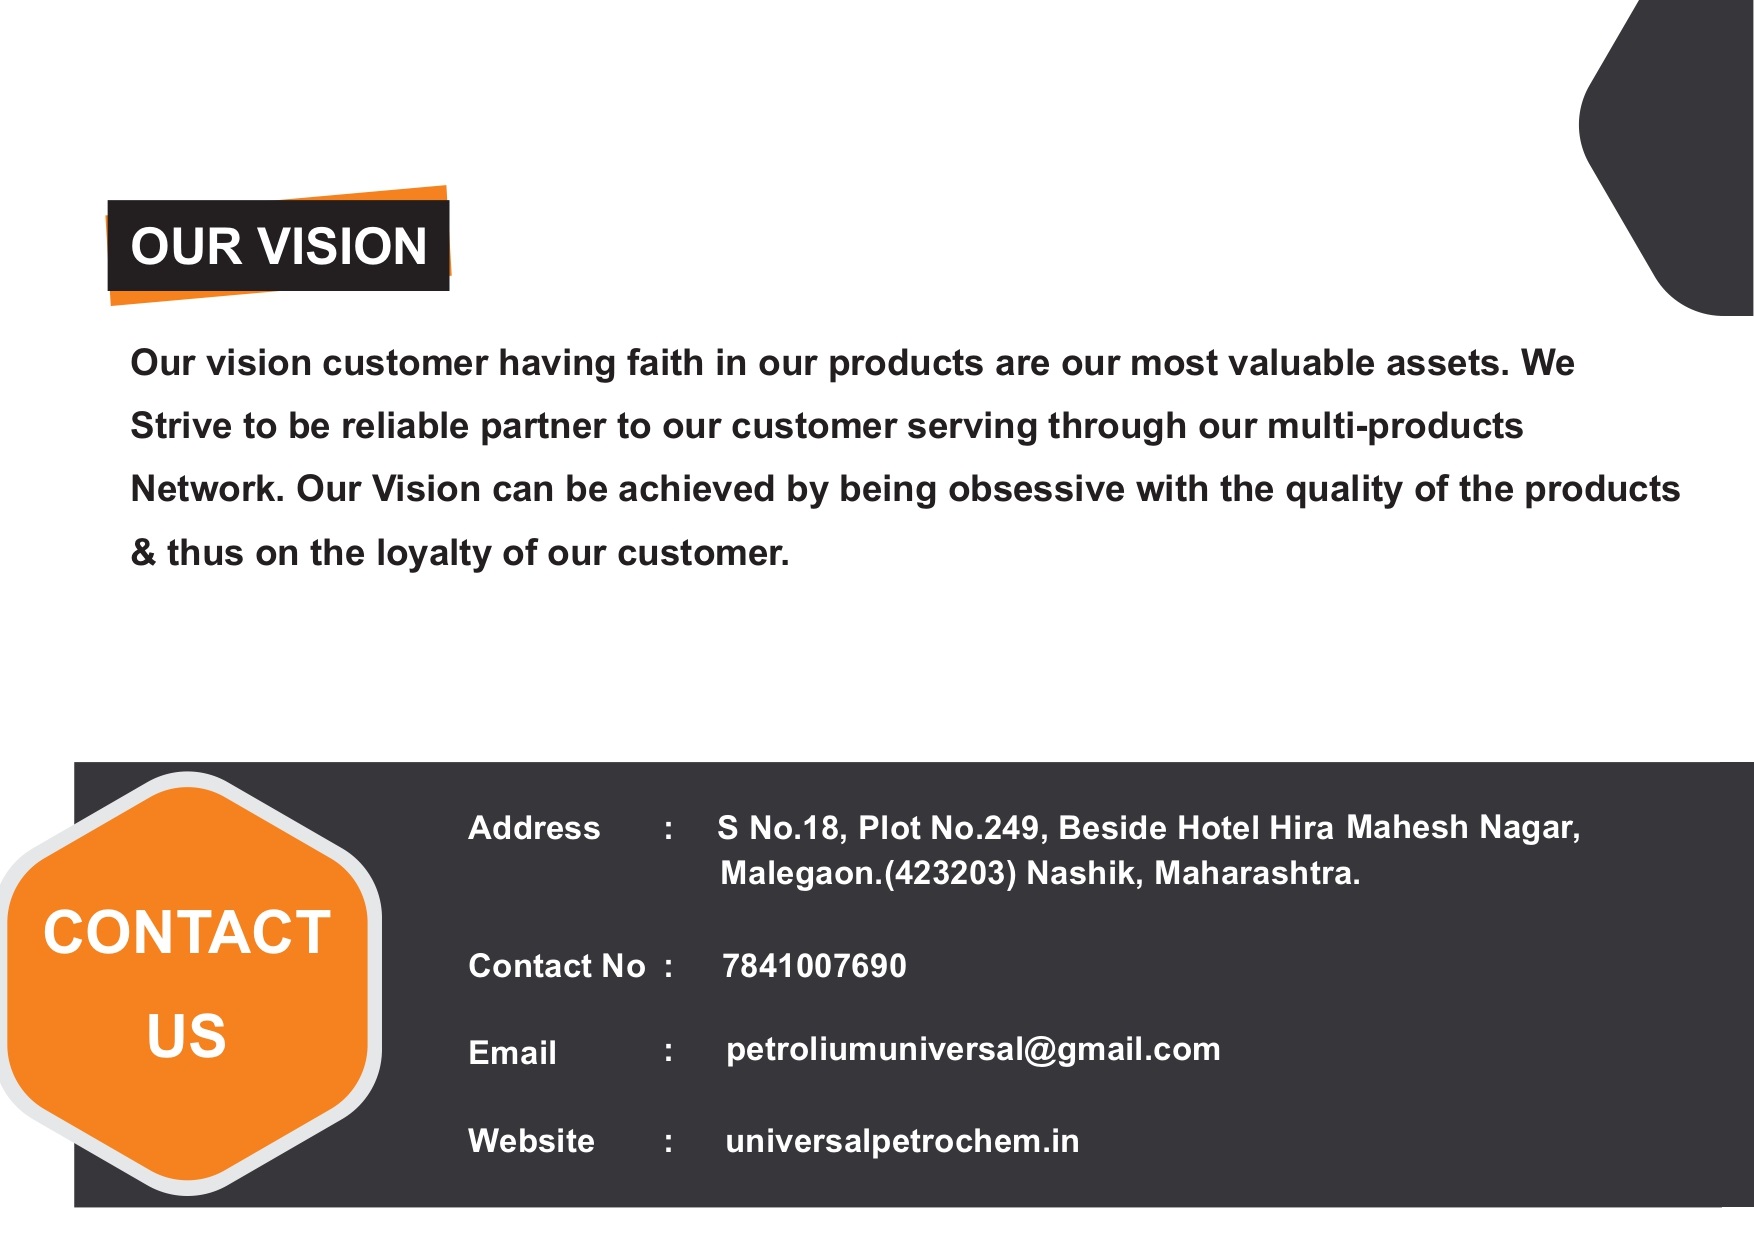 OUR VISION
Our vision customer having faith in our products are our most valuable assets. We
Strive to be reliable partner to our customer serving through our multi-products
Network. Our Vision can be achieved by being obsessive with the quality of the products
& thus on the loyalty of our customer.
CONTACT
US
Address : S No.18, Plot No.249, Beside Hotel Hira Mahesh Nagar,
Malegaon.(423203) Nashik, Maharashtra.
Contact No : 7841007690
Email : petroliumuniversal@gmail.com
Website : universalpetrochem.in